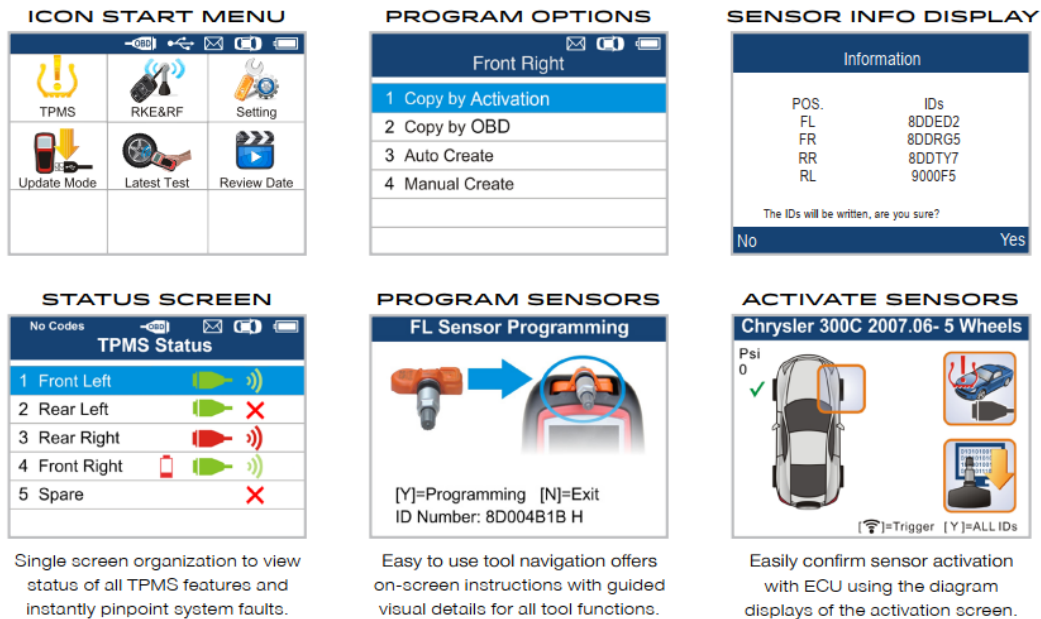 ICON START MENU
OBD
TPMS
RKE&RF
Setting
Update Mode
Latest Test
Review Date
PROGRAM OPTIONS
Front Right
1 Copy by Activation
2 Copy by OBD
3 Auto Create
4 Manual Create
SENSOR INFO DISPLAY
Information
POS. IDs
FL 8DDED2
FR 8DDRG5
RR 8DDTY7
RL 9000F5
The IDs will be written, are you sure?
No Yes
STATUS SCREEN
No Codes OBD
TPMS Status
1 Front Left
2 Rear Left
3 Rear Right
4 Front Right
5 Spare
Single screen organization to view
status of all TPMS features and
instantly pinpoint system faults.
PROGRAM SENSORS
FL Sensor Programming
[Y]=Programming [N]=Exit
ID Number: 8D004B1B H
Easy to use tool navigation offers
on-screen instructions with guided
visual details for all tool functions.
ACTIVATE SENSORS
Chrysler 300C 2007.06- 5 Wheels
Psi
0
[ ]=Trigger [Y]=ALL IDs
Easily confirm sensor activation
with ECU using the diagram
displays of the activation screen.